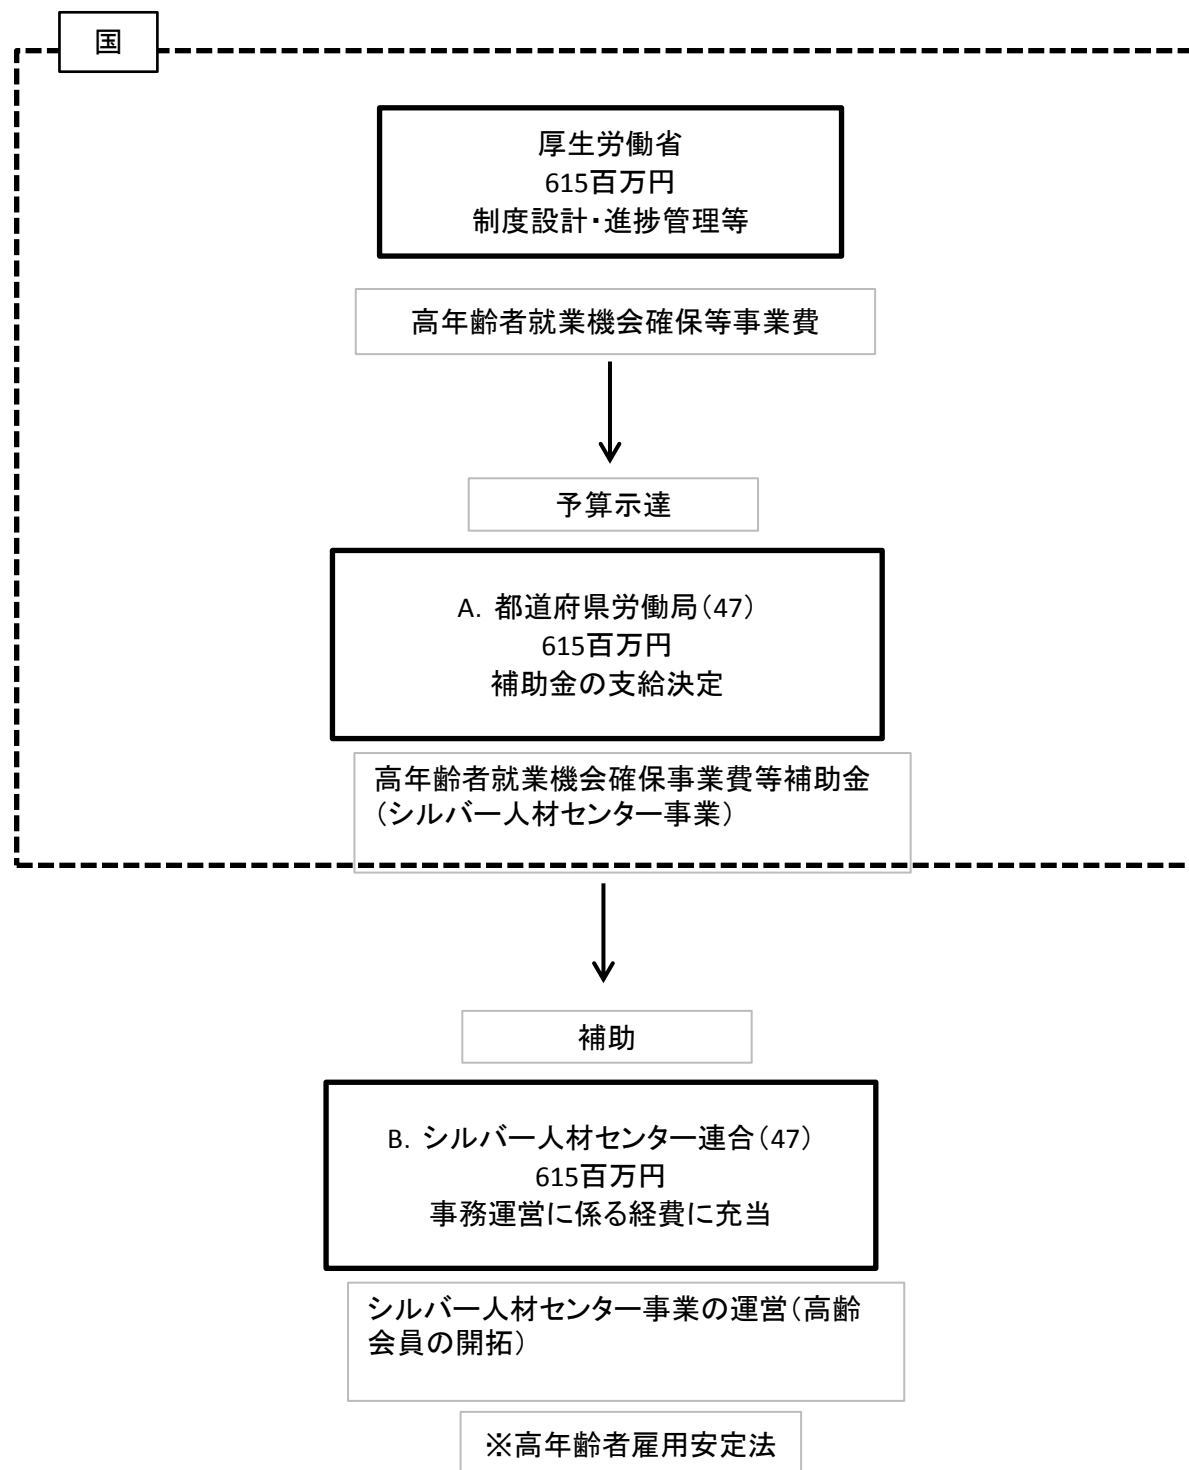 国
厚生労働省
615百万円
制度設計・進捗管理等
高年齢者就業機会確保等事業費
予算示達
A. 都道府県労働局（47）
615百万円
補助金の支給決定
高年齢者就業機会確保事業費等補助金
（シルバー人材センター事業）
補助
B. シルバー人材センター連合（47）
615百万円
事務運営に係る経費に充当
シルバー人材センター事業の運営（高齢
会員の開拓）
※高年齢者雇用安定法